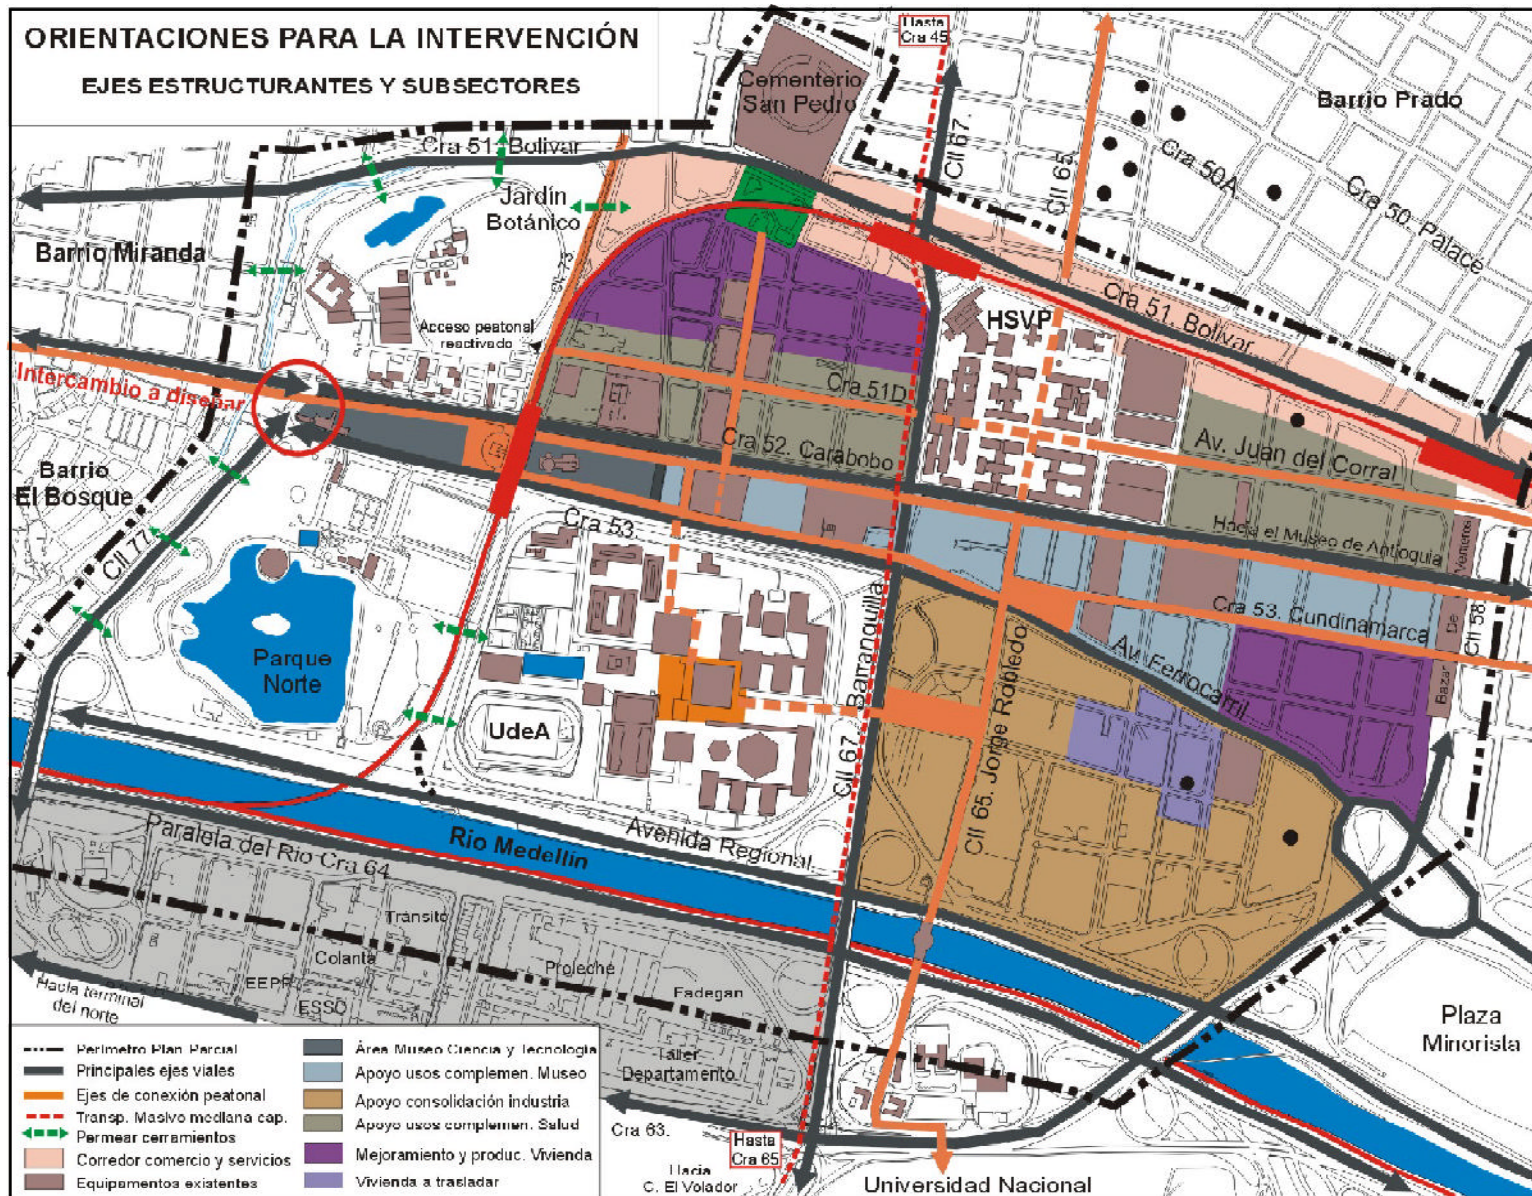 ORIENTACIONES PARA LA INTERVENCIÓN
EJES ESTRUCTURANTES Y SUBSECTORES
Hasta
Cra 45
Cementerio
San Pedro
Barrio Prado
Cra 51. Bolívar
Cll 67.
Cll 65.
Cra 50A
Cra 50. Palacé
Jardín
Botánico
Barrio Miranda
Cll 73
Acceso peatonal
reactivado
HSVP
Cra 51. Bolívar
Intercambio a diseñar
Cra 51D
Cra 52. Carabobo
Av. Juan del Corral
Barrio
El Bosque
Cra 53.
Hacia el Museo de Antioquia
Bazar De Venteros
Cll 77
Cll 58.
Cra 53. Cundinamarca
Av. Ferrocarril
Parque
Norte
UdeA
Cll 67. Barranquilla
Cll 65. Jorge Robledo
Río Medellín
Avenida Regional.
Paralela del Río Cra 64
Tránsito
Colanta
Proleche
EEPP
ESSO
Fadegan
Hacia terminal
del norte
Taller
Departamento
Plaza
Minorista
Cra 63.
Hasta
Cra 65
Hacia
C. El Volador
Universidad Nacional
Perímetro Plan Parcial
Principales ejes viales
Ejes de conexión peatonal
Transp. Masivo mediana cap.
Permear cerramientos
Corredor comercio y servicios
Equipamentos existentes
Área Museo Ciencia y Tecnología
Apoyo usos complemen. Museo
Apoyo consolidación industria
Apoyo usos complemen. Salud
Mejoramiento y produc. Vivienda
Vivienda a trasladar